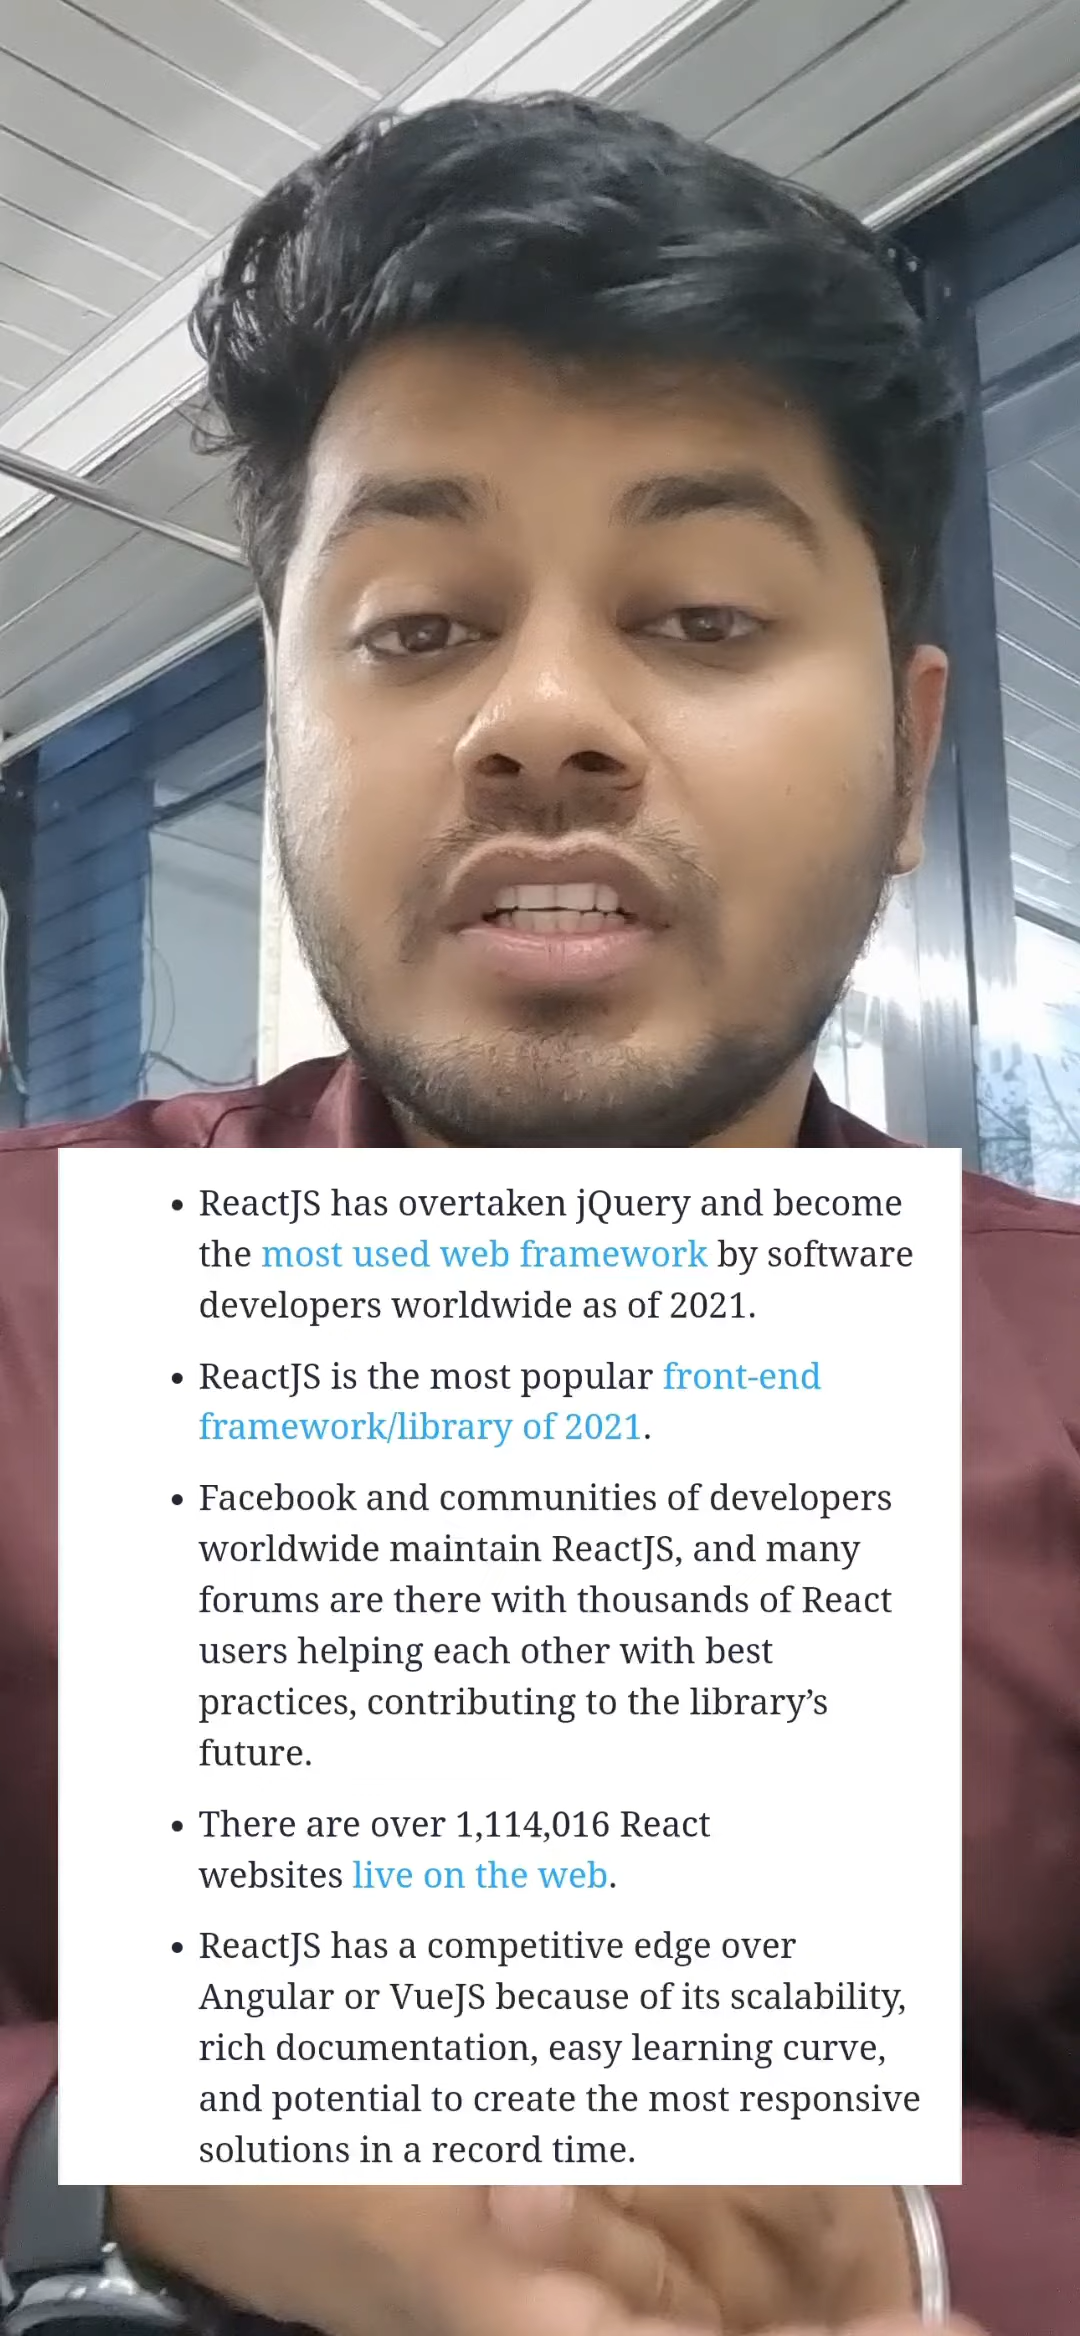 • ReactJS has overtaken jQuery and become
the most used web framework by software
developers worldwide as of 2021.
• ReactJS is the most popular front-end
framework/library of 2021.
• Facebook and communities of developers
worldwide maintain ReactJS, and many
forums are there with thousands of React
users helping each other with best
practices, contributing to the library’s
future.
• There are over 1,114,016 React
websites live on the web.
• ReactJS has a competitive edge over
Angular or VueJS because of its scalability,
rich documentation, easy learning curve,
and potential to create the most responsive
solutions in a record time.